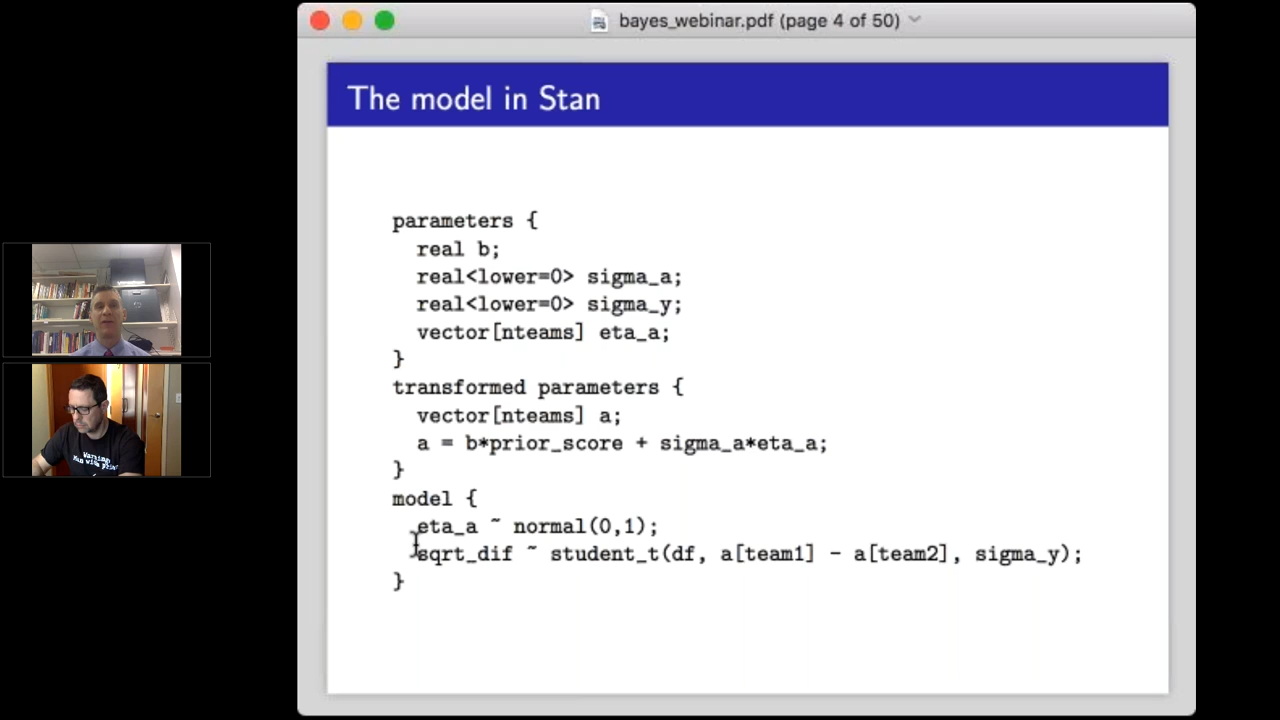 bayes_webinar.pdf (page 4 of 50)
The model in Stan
parameters {
real b;
real<lower=0> sigma_a;
real<lower=0> sigma_y;
vector[nteams] eta_a;
}
transformed parameters {
vector[nteams] a;
a = b*prior_score + sigma_a*eta_a;
}
model {
eta_a ~ normal(0,1);
sqrt_dif ~ student_t(df, a[team1] - a[team2], sigma_y);
}
Warning: